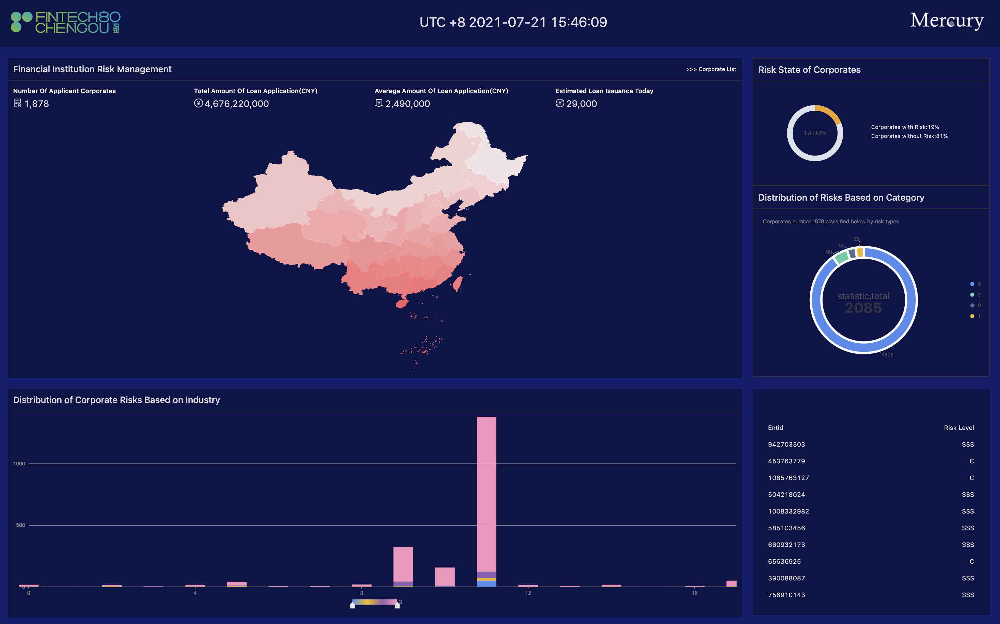 FINTECH80
CHENGOU
UTC +8 2021-07-21 15:46:09
Mercury
Financial Institution Risk Management
>>> Corporate List
Number Of Applicant Corporates
1,878
Total Amount Of Loan Application(CNY)
4,676,220,000
Average Amount Of Loan Application(CNY)
2,490,000
Estimated Loan Issuance Today
29,000
Risk State of Corporates
19.00%
Corporates with Risk:19%
Corporates without Risk:81%
Distribution of Risks Based on Category
Corporates number:1878,classified below by risk types
53
55
99
statistic,total
2085
1878
3
2
0
1
Distribution of Corporate Risks Based on Industry
1000
500
0
0
4
8
12
16
3
Entid Risk Level
942703303 SSS
453763779 C
1065763127 C
504218024 SSS
1008332982 SSS
585103456 SSS
660932173 SSS
65636925 C
390088087 SSS
756910143 SSS